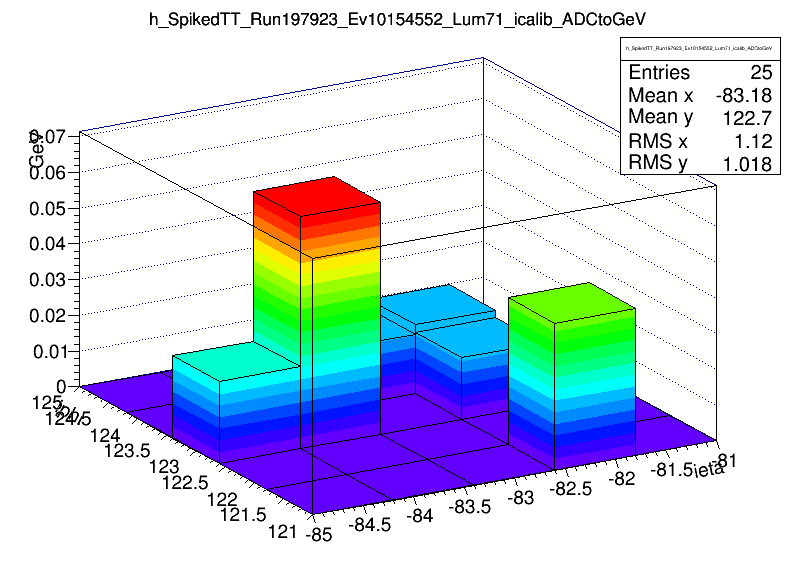 h_SpikedTT_Run197923_Ev10154552_Lum71_icalib_ADCtoGeV
h_SpikedTT_Run197923_Ev10154552_Lum71_icalib_ADCtoGeV
Entries 25
Mean x -83.18
Mean y 122.7
RMS x 1.12
RMS y 1.018
GeV
0.07
0.06
0.05
0.04
0.03
0.02
0.01
0
125
124.5
124
123.5
123
122.5
122
121.5
121
-85
-84.5
-84
-83.5
-83
-82.5
-82
-81.5
-81
ieta